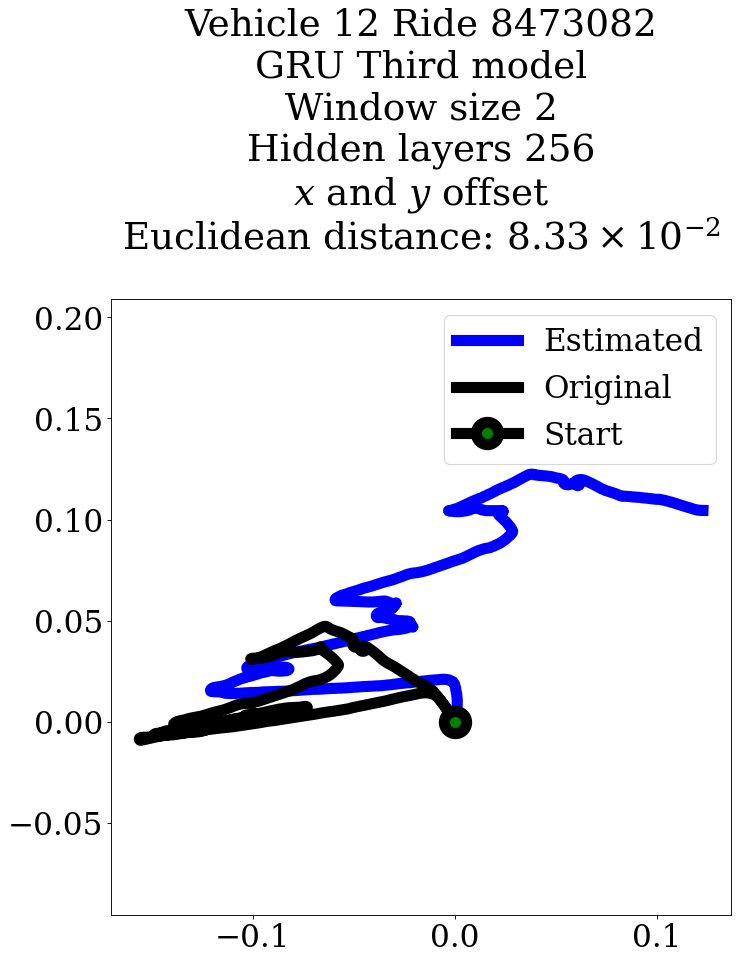 Vehicle 12 Ride 8473082
GRU Third model
Window size 2
Hidden layers 256
x and y offset
Euclidean distance: 8.33 × 10⁻²
Estimated
Original
Start
0.20
0.15
0.10
0.05
0.00
−0.05
−0.1 0.0 0.1